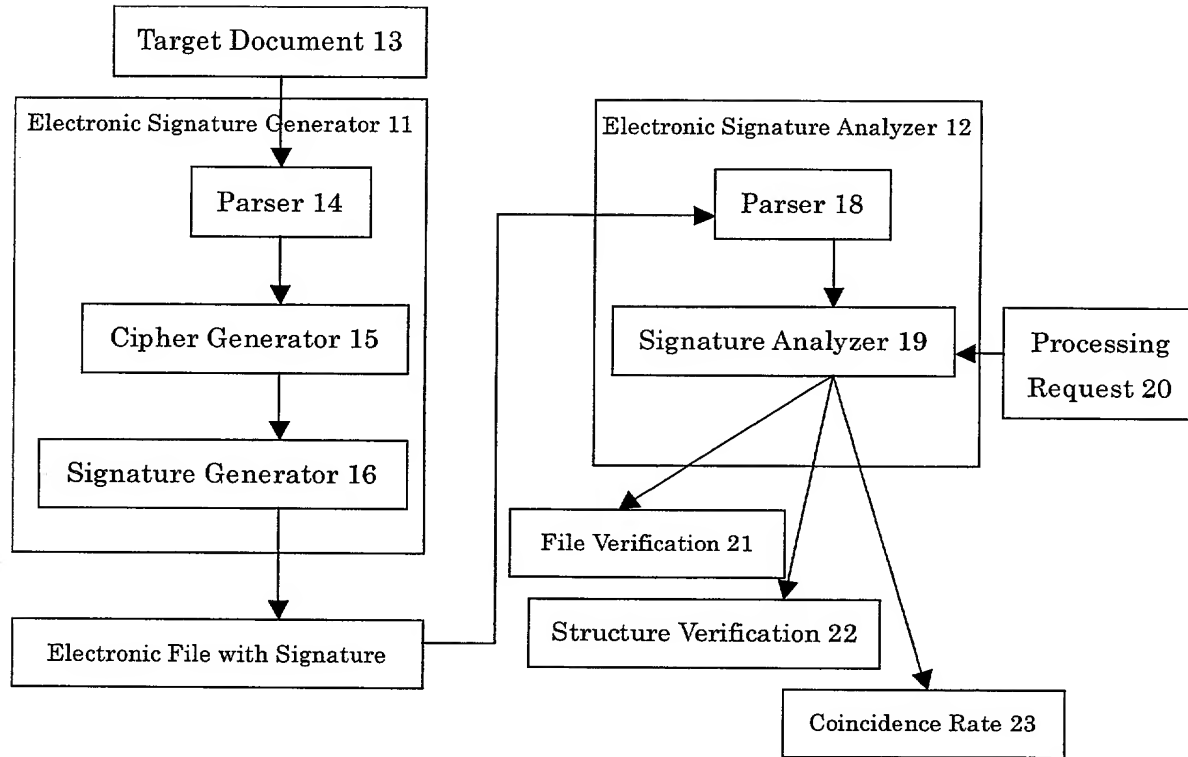 Target Document 13
Electronic Signature Generator 11
Parser 14
Cipher Generator 15
Signature Generator 16
Electronic File with Signature
Electronic Signature Analyzer 12
Parser 18
Signature Analyzer 19
Processing
Request 20
File Verification 21
Structure Verification 22
Coincidence Rate 23